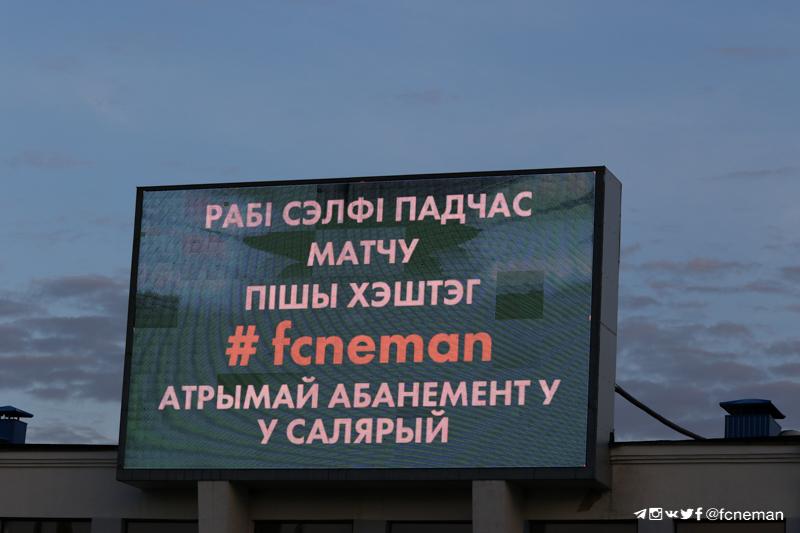 РАБІ СЭЛФІ ПАДЧАС
МАТЧУ
ПІШЫ ХЭШТЭГ
# fcneman
АТРЫМАЙ АБАНЕМЕНТ У
У САЛЯРЫЙ
@fcneman